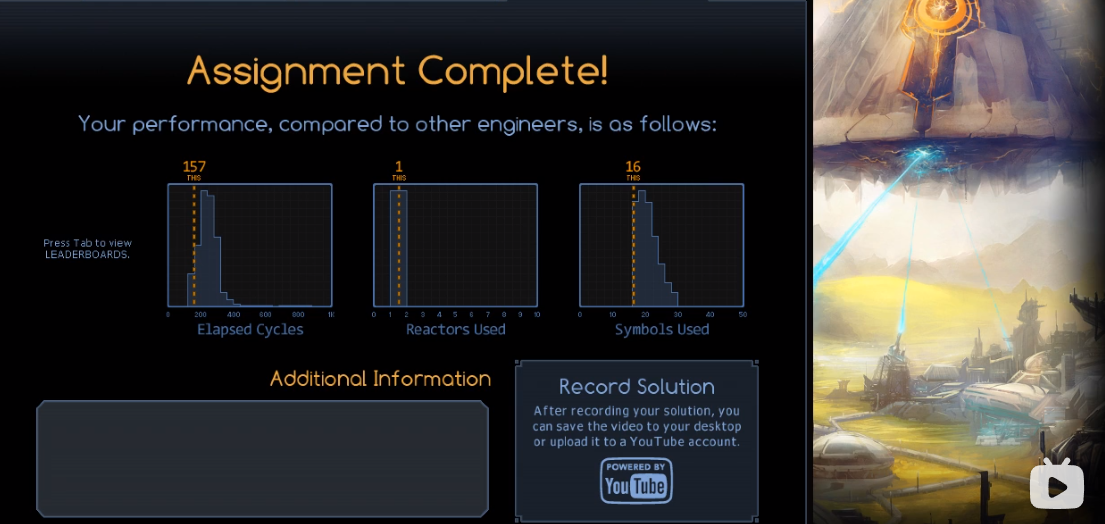 Assignment Complete!
Your performance, compared to other engineers, is as follows:
157
THIS
1
THIS
16
THIS
Press Tab to view
LEADERBOARDS.
0 200 400 600 800 1K
0 1 2 3 4 5 6 7 8 9 10
0 10 20 30 40 50
Elapsed Cycles
Reactors Used
Symbols Used
Additional Information
Record Solution
After recording your solution, you
can save the video to your desktop
or upload it to a YouTube account.
POWERED BY
YouTube